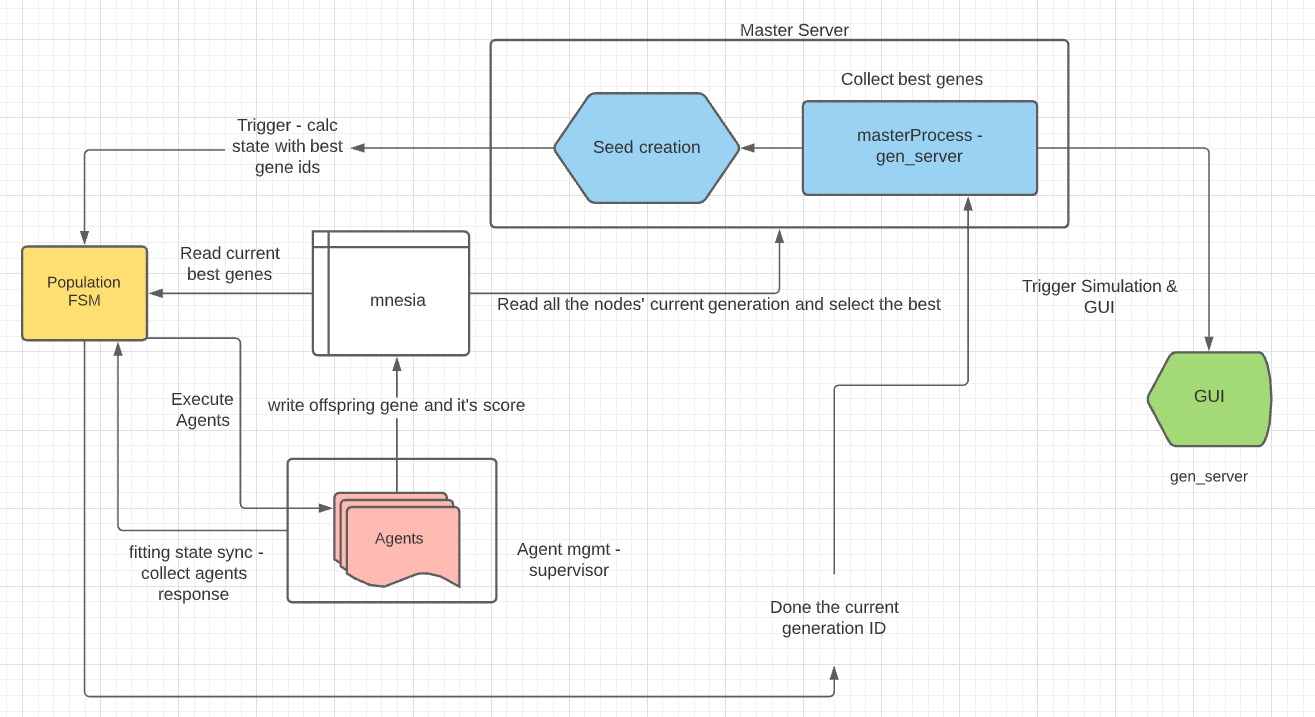 Master Server
Collect best genes
masterProcess -
gen_server
Seed creation
Trigger - calc
state with best
gene ids
Population
FSM
Read current
best genes
mnesia
Read all the nodes' current generation and select the best
Trigger Simulation &
GUI
GUI
gen_server
Execute
Agents
write offspring gene and it's score
Agents
Agent mgmt -
supervisor
fitting state sync -
collect agents
response
Done the current
generation ID